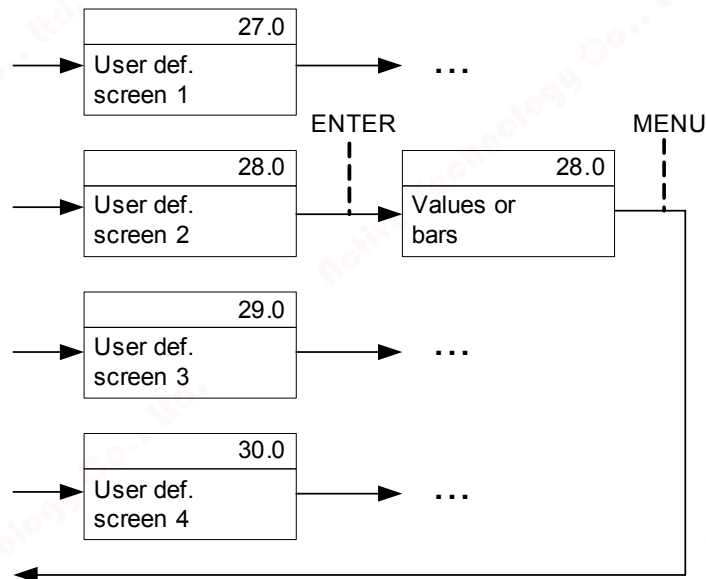 27.0
User def.
screen 1
...
ENTER
MENU
28.0
User def.
screen 2
28.0
Values or
bars
29.0
User def.
screen 3
...
30.0
User def.
screen 4
...